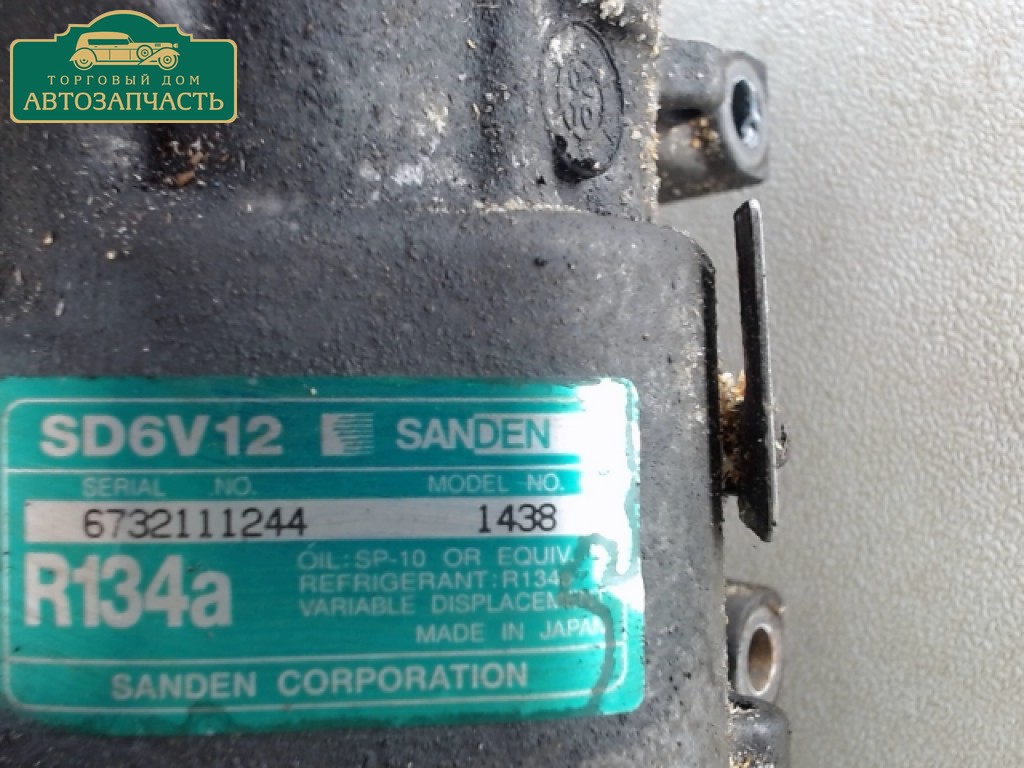 ТОРГОВЫЙ ДОМ
АВТОЗАПЧАСТЬ
SD6V12 SANDEN
SERIAL NO. MODEL NO.
6732111244 1438
R134a
OIL:SP-10 OR EQUIV.
REFRIGERANT:R134a
VARIABLE DISPLACEMENT
MADE IN JAPAN
SANDEN CORPORATION